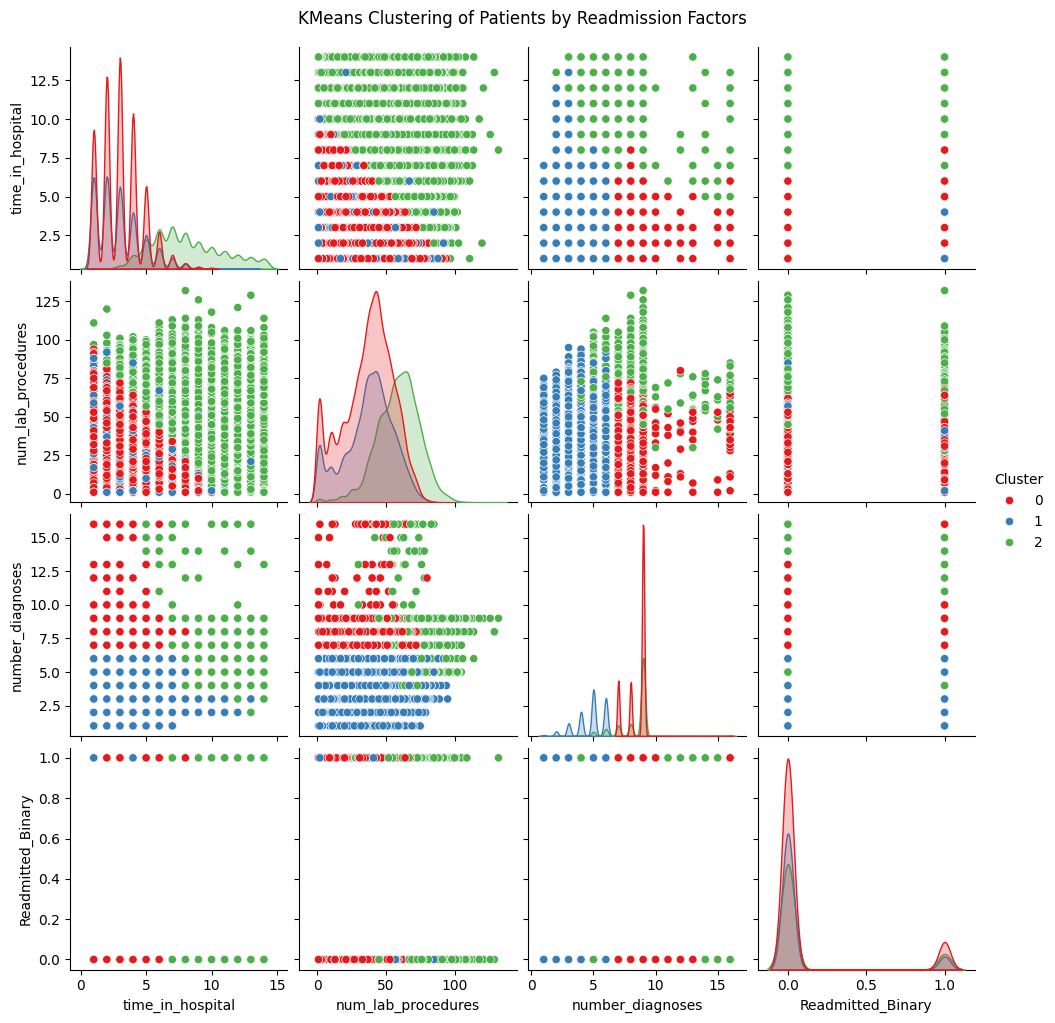 KMeans Clustering of Patients by Readmission Factors
time_in_hospital
12.5
10.0
7.5
5.0
2.5
num_lab_procedures
125
100
75
50
25
0
Cluster
0
1
2
number_diagnoses
15.0
12.5
10.0
7.5
5.0
2.5
Readmitted_Binary
1.0
0.8
0.6
0.4
0.2
0.0
0 5 10 15
0 50 100
0 5 10 15
0.0 0.5 1.0
time_in_hospital num_lab_procedures number_diagnoses Readmitted_Binary